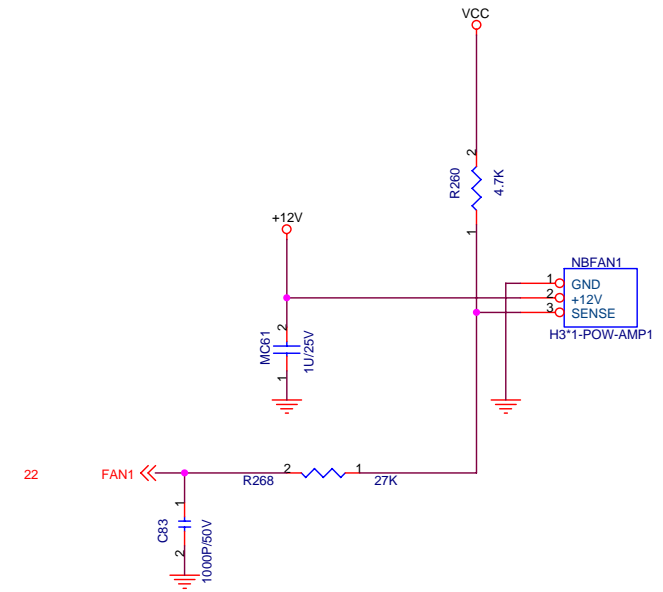 VCC
2
R260
4.7K
1
+12V
NBFAN1
1
GND
2
+12V
3
SENSE
H3*1-POW-AMP1
2
MC61
1U/25V
1
22
FAN1
2
R268
1
27K
1
C83
1000P/50V
2